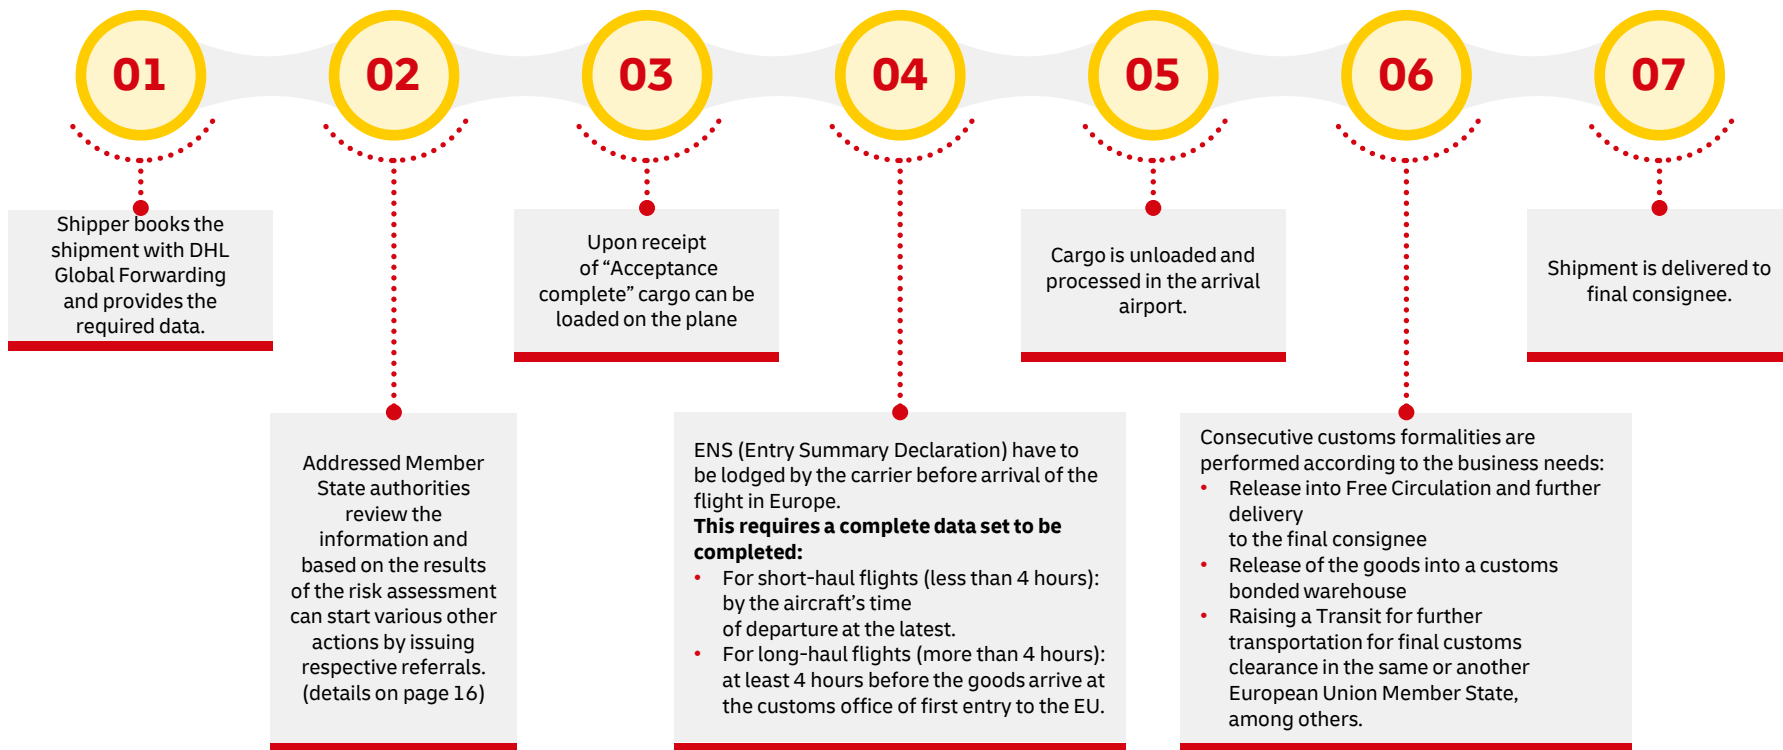 01
02
03
04
05
06
07
Shipper books the
shipment with DHL
Global Forwarding
and provides the
required data.
Addressed Member
State authorities
review the
information and
based on the results
of the risk assessment
can start various other
actions by issuing
respective referrals.
(details on page 16)
Upon receipt
of “Acceptance
complete” cargo can be
loaded on the plane
ENS (Entry Summary Declaration) have to
be lodged by the carrier before arrival of the
flight in Europe.
This requires a complete data set to be
completed:
• For short-haul flights (less than 4 hours):
by the aircraft’s time
of departure at the latest.
• For long-haul flights (more than 4 hours):
at least 4 hours before the goods arrive at
the customs office of first entry to the EU.
Cargo is unloaded and
processed in the arrival
airport.
Consecutive customs formalities are
performed according to the business needs:
• Release into Free Circulation and further
delivery
to the final consignee
• Release of the goods into a customs
bonded warehouse
• Raising a Transit for further
transportation for final customs
clearance in the same or another
European Union Member State,
among others.
Shipment is delivered to
final consignee.